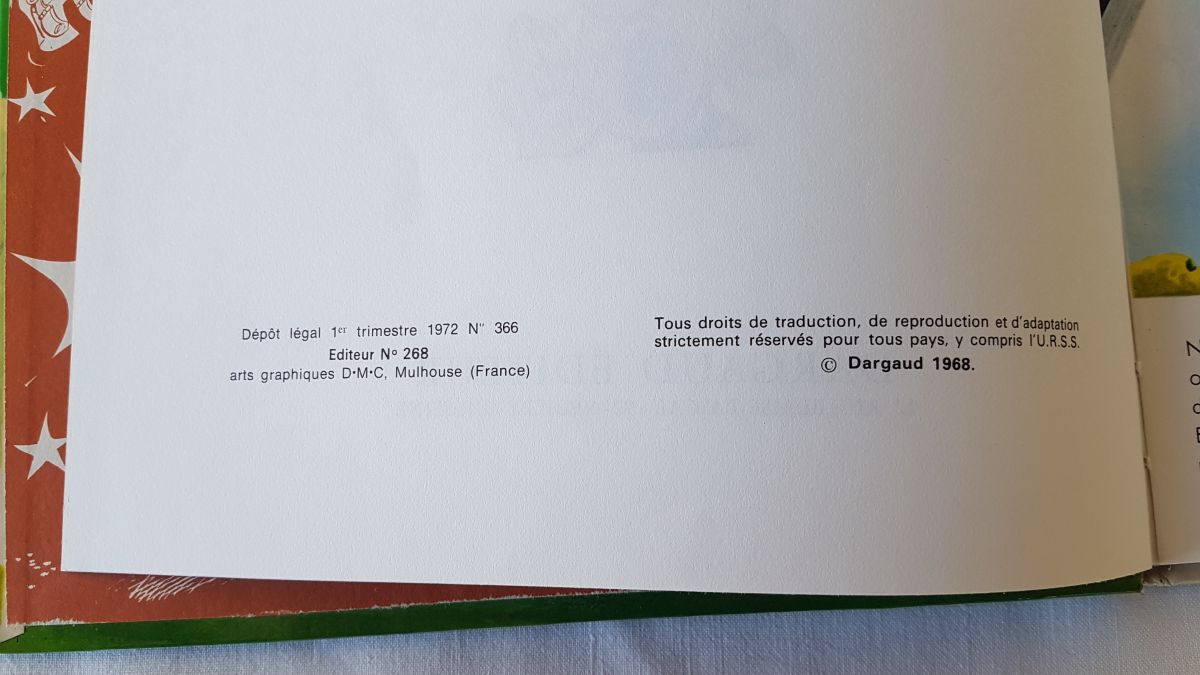 Dépôt légal 1er trimestre 1972 N° 366
Editeur No 268
arts graphiques D•M•C, Mulhouse (France)
Tous droits de traduction, de reproduction et d'adaptation
strictement réservés pour tous pays, y compris l'U.R.S.S.
© Dargaud 1968.